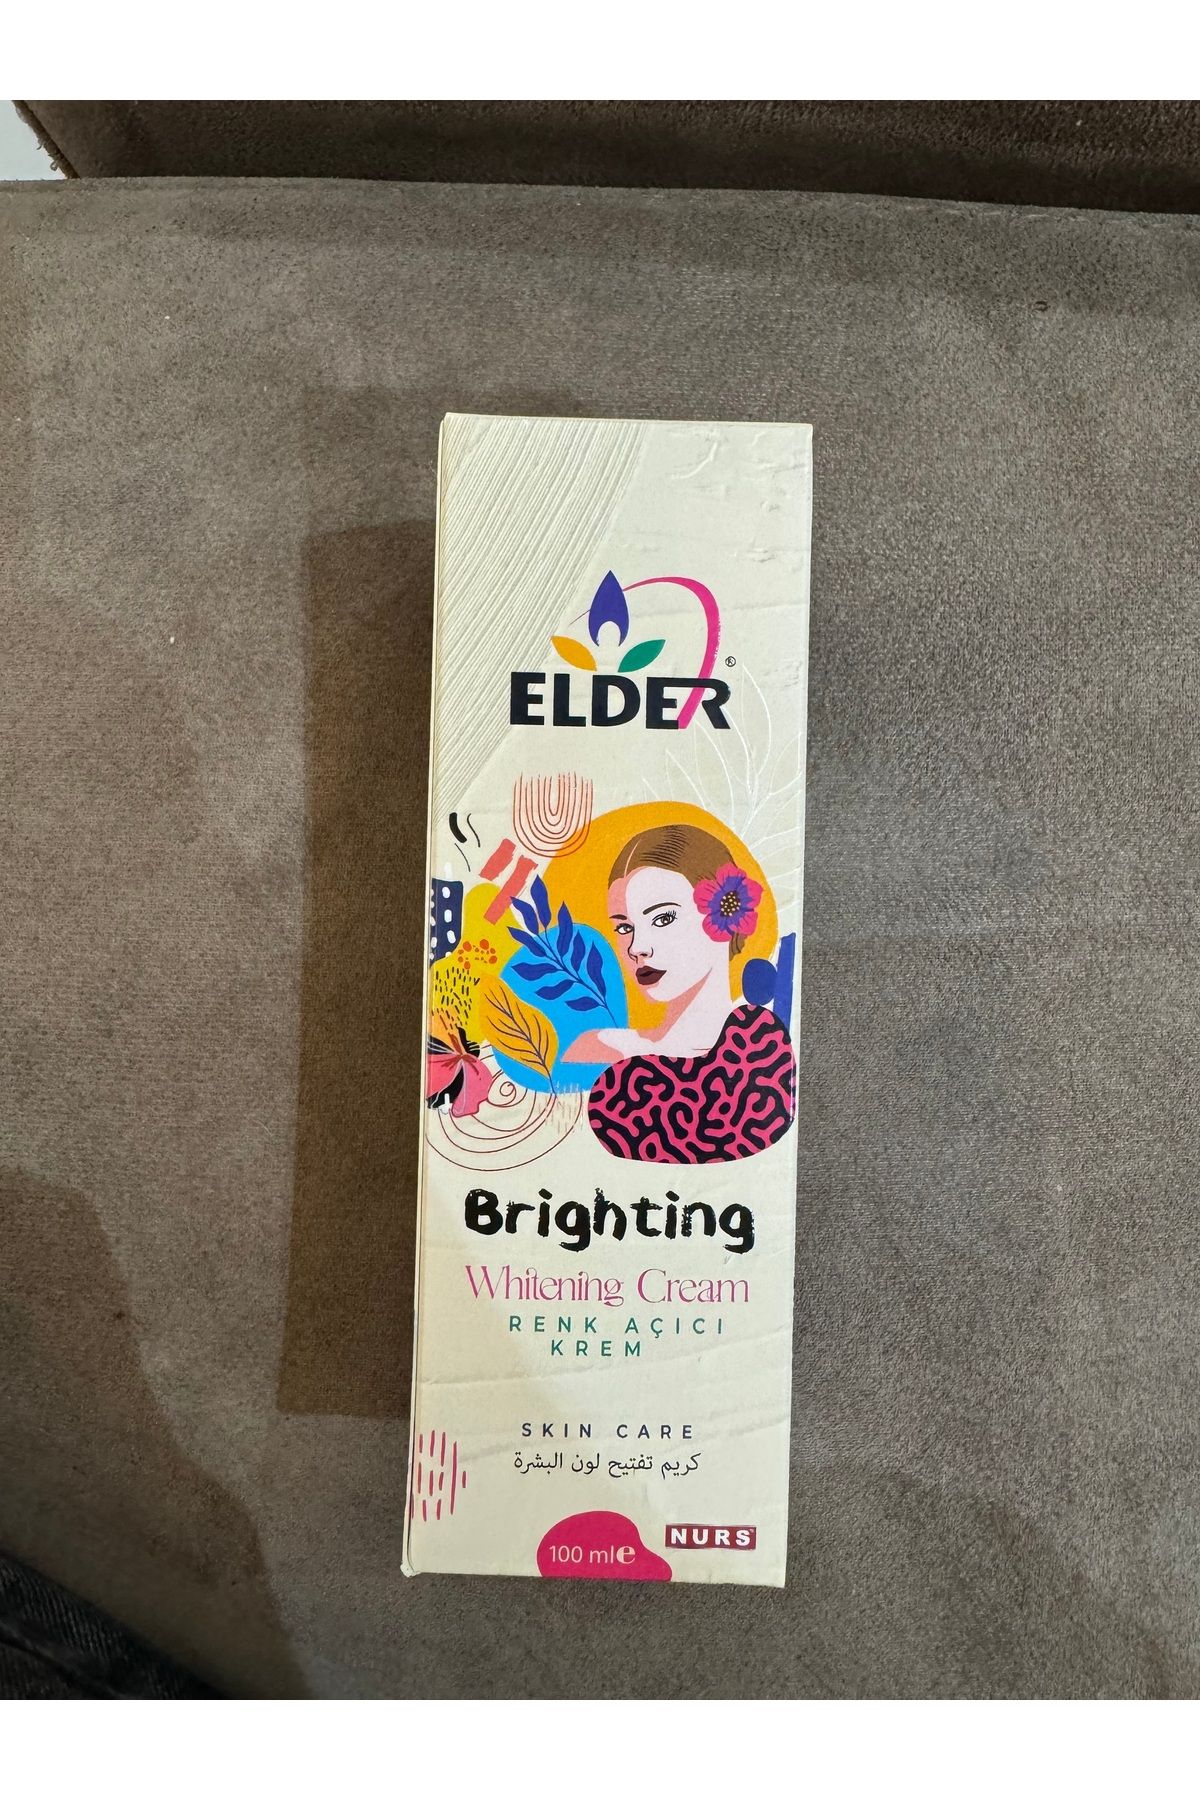 ELDER®
Brighting
Whitening Cream
RENK AÇICI
KREM
SKIN CARE
كريم تفتيح لون البشرة
NURS
100 ml e